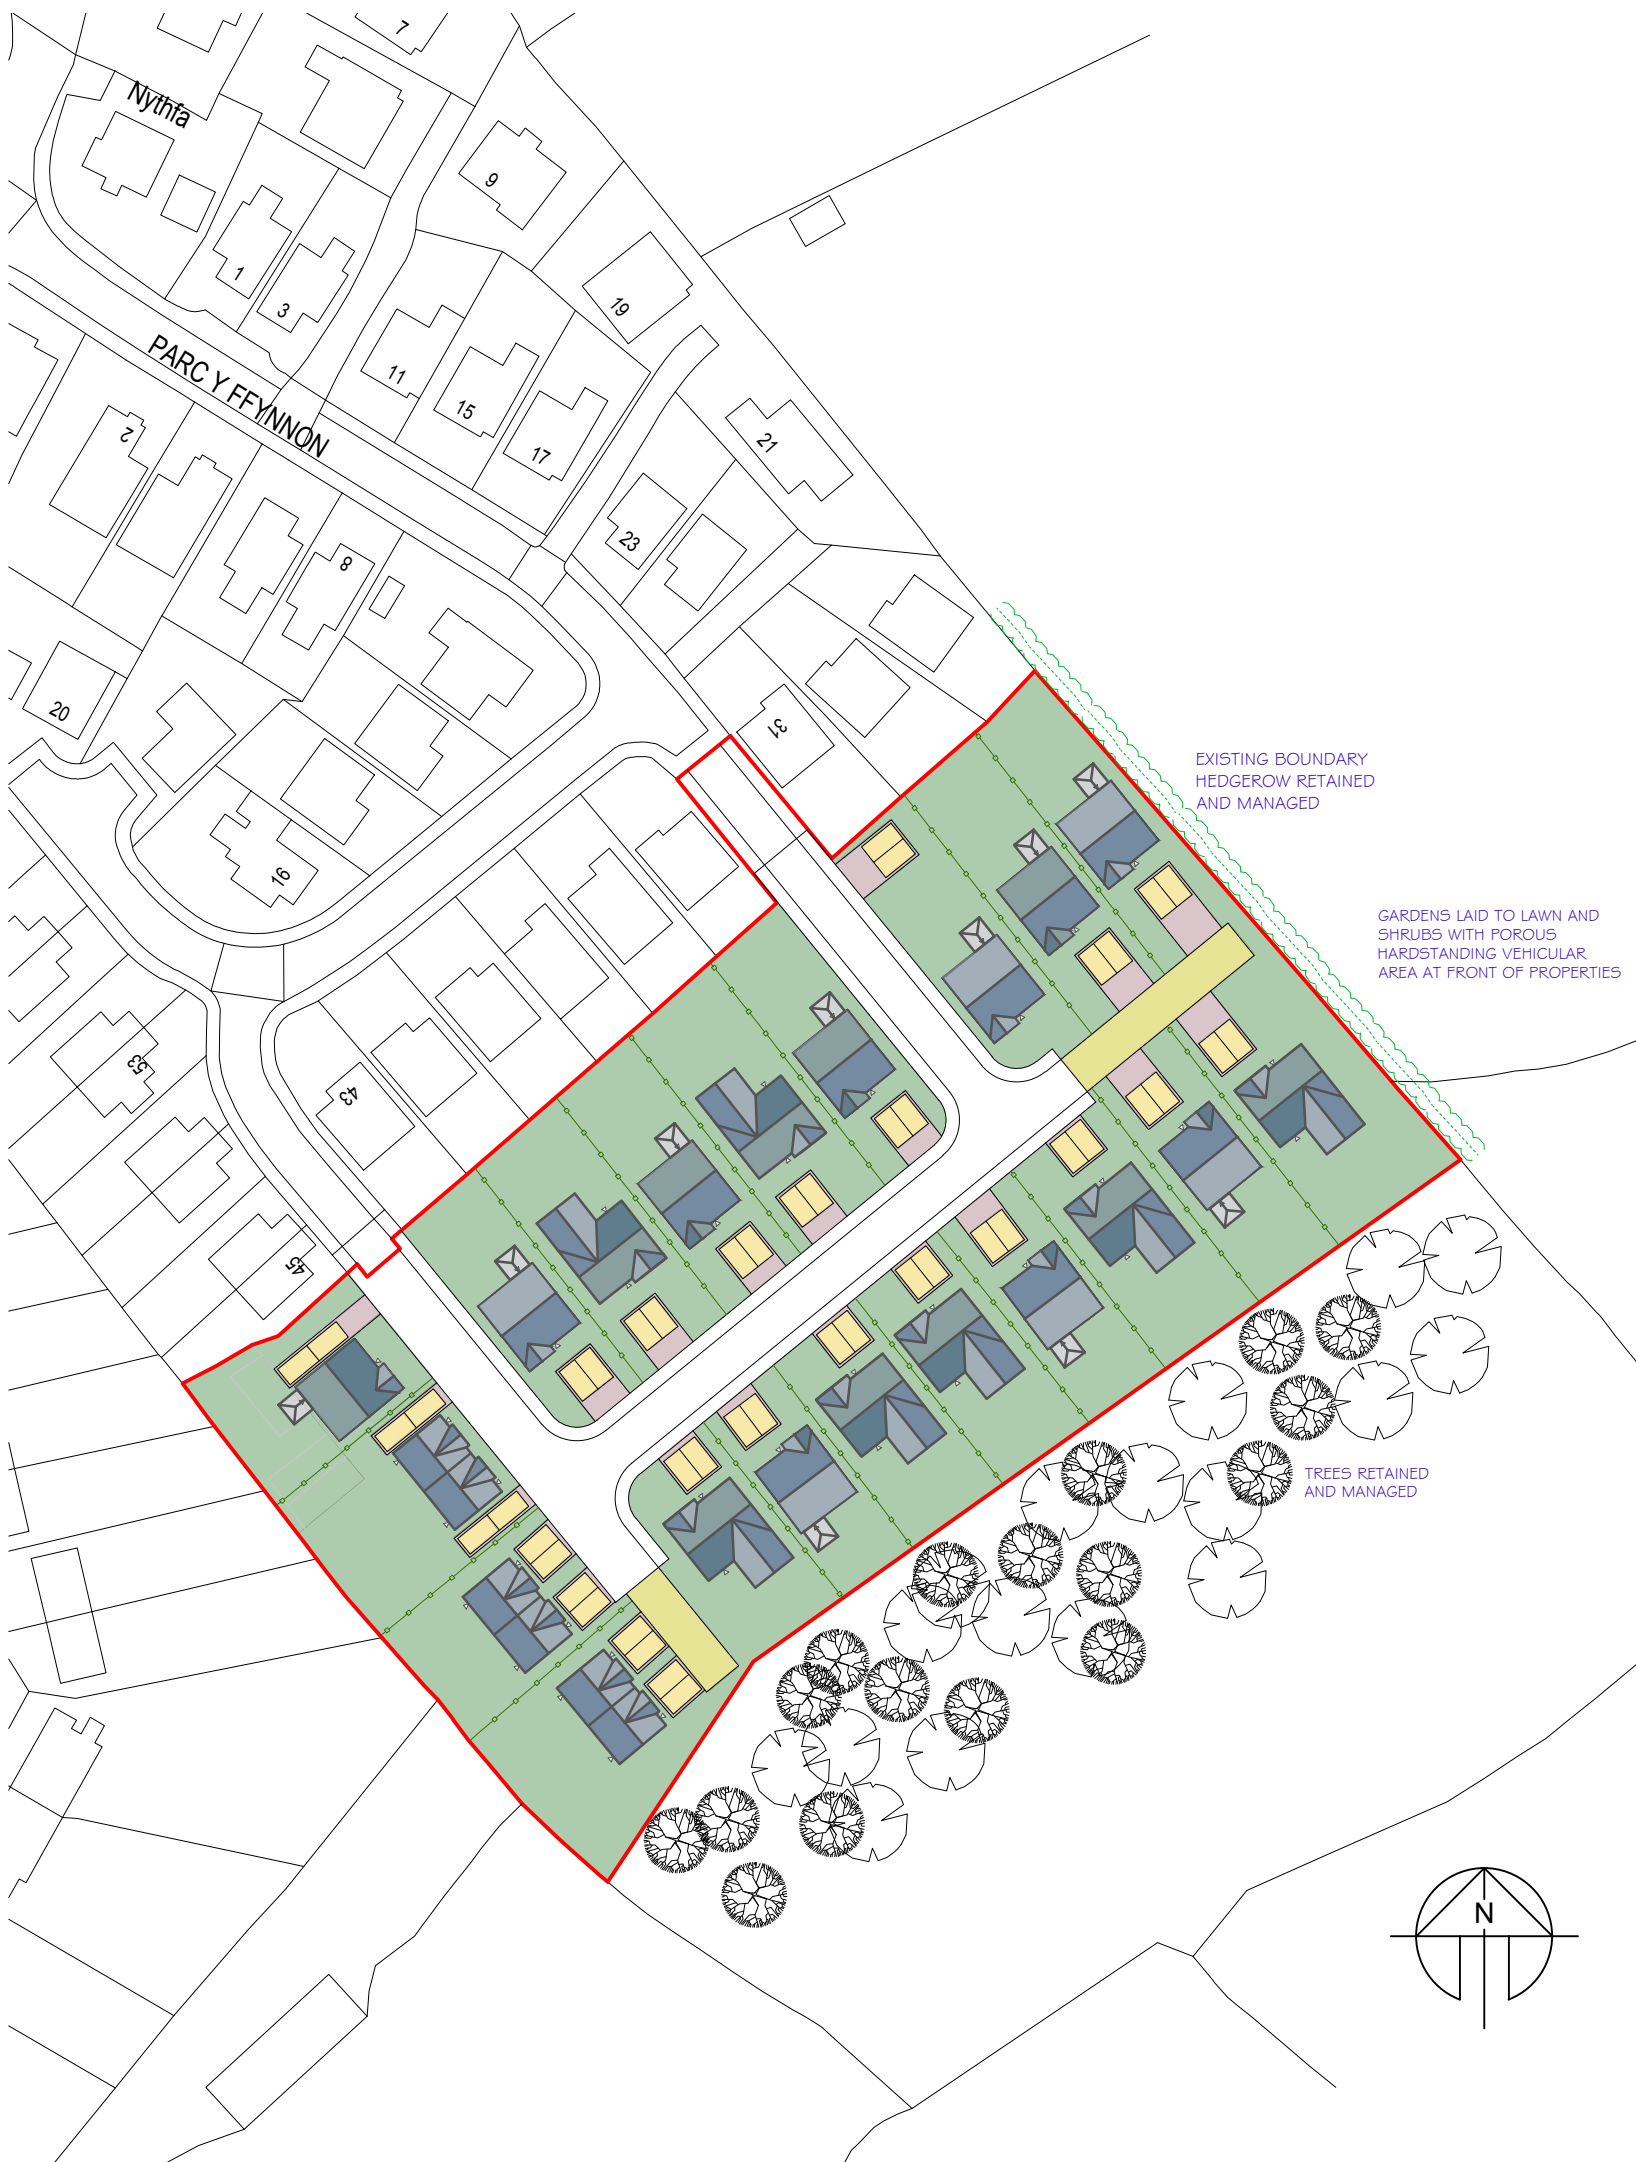 7
Nythfa
9
1
3
19
PARC Y FFYNNON
11
15
17
2
21
23
8
20
31
16
EXISTING BOUNDARY
HEDGEROW RETAINED
AND MANAGED
GARDENS LAID TO LAWN AND
SHRUBS WITH POROUS
HARDSTANDING VEHICULAR
AREA AT FRONT OF PROPERTIES
53
43
45
TREES RETAINED
AND MANAGED
N